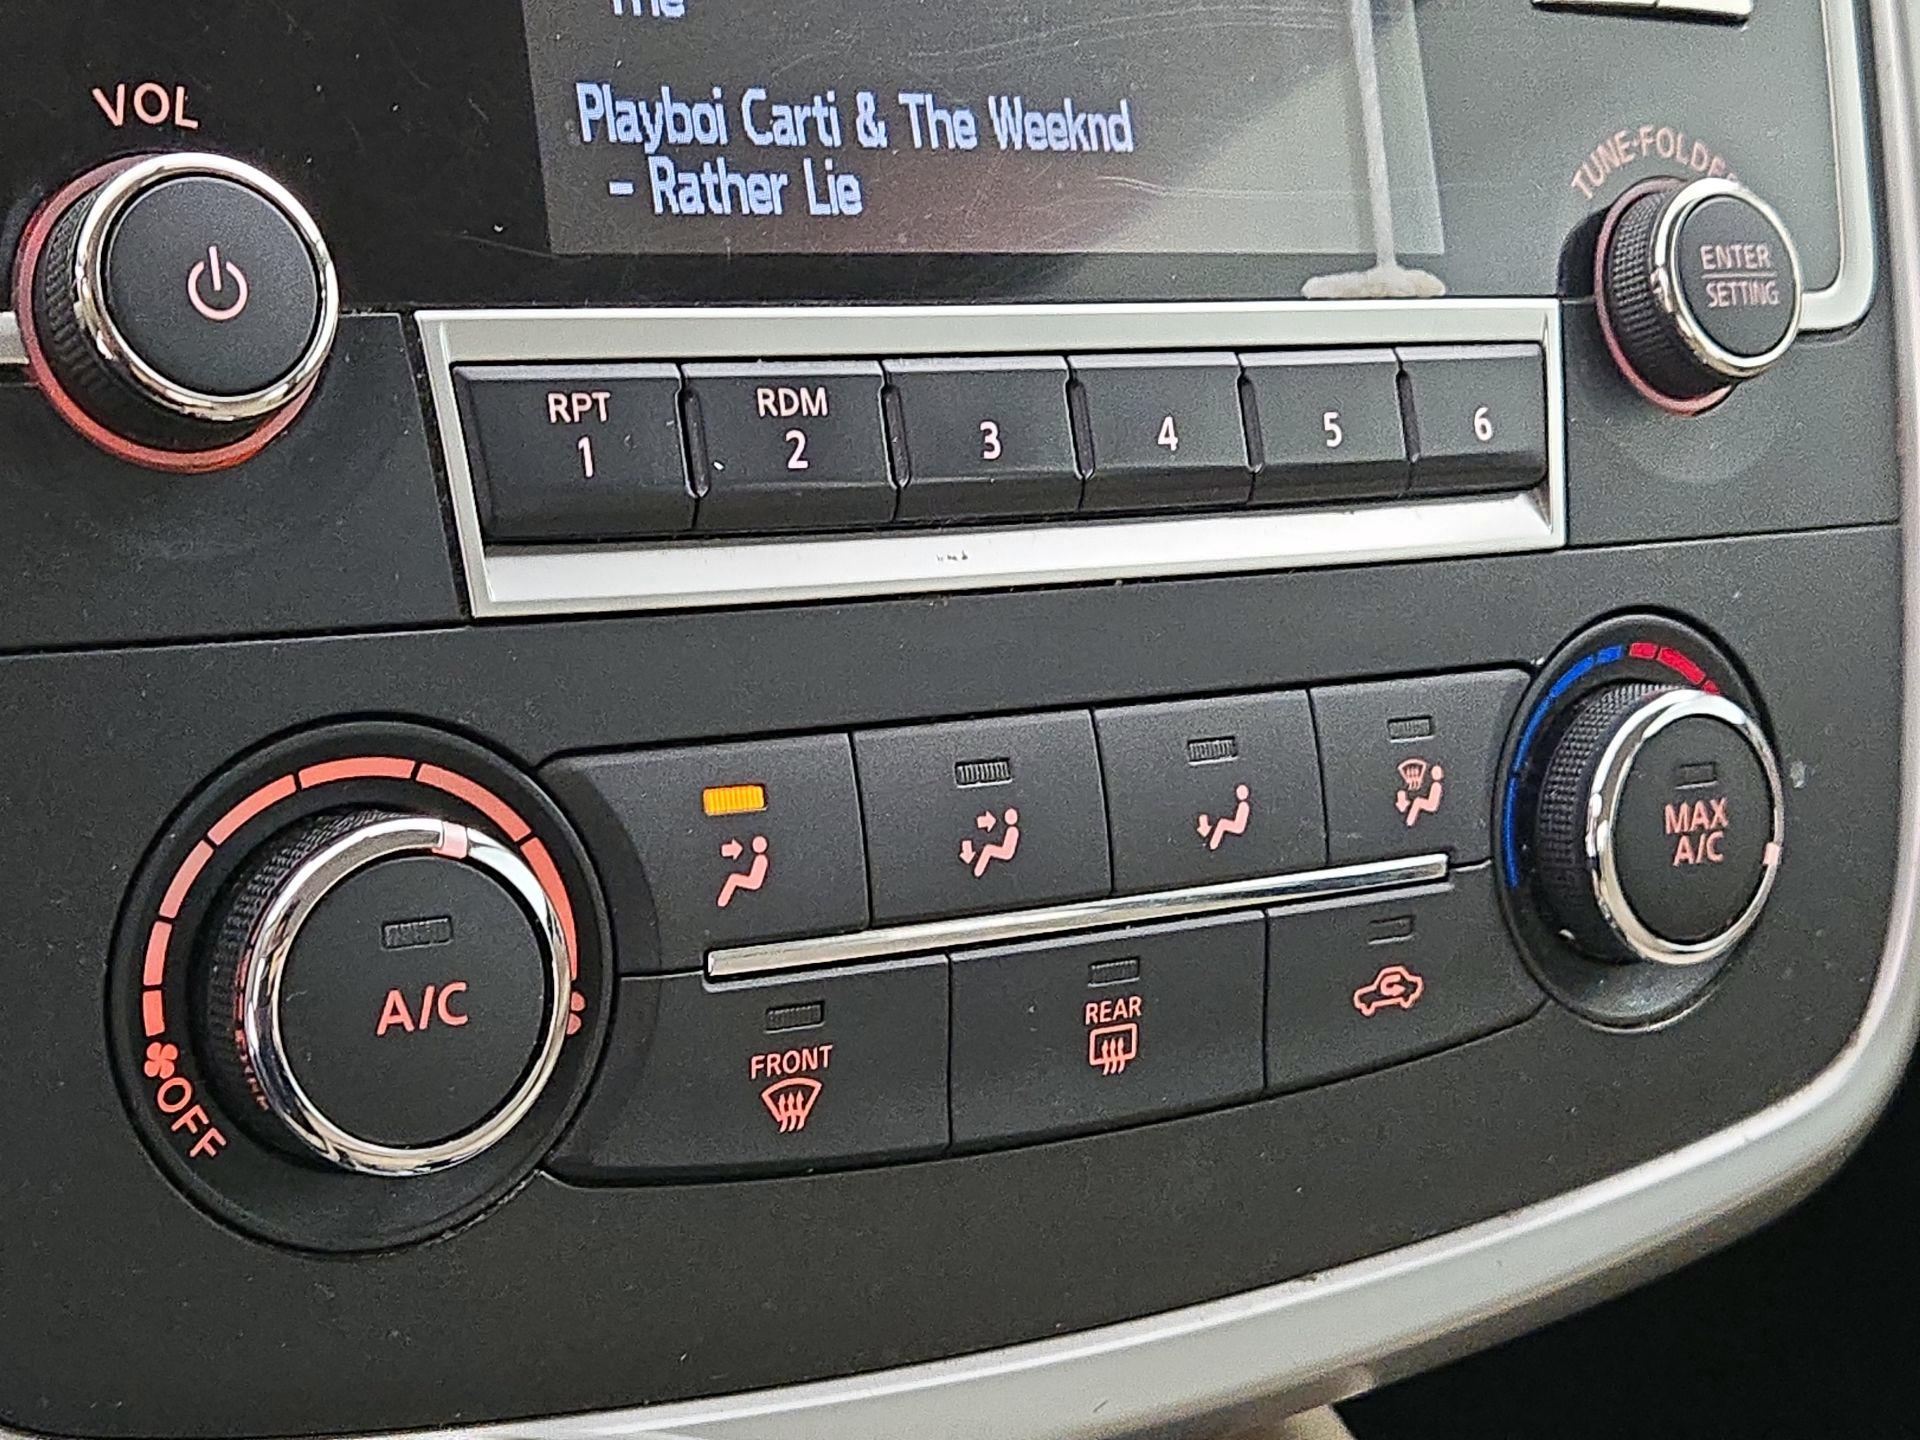 The
Playboi Carti & The Weeknd
- Rather Lie
VOL
TUNE·FOLDER
ENTER
SETTING
RPT
1
RDM
2
3
4
5
6
MAX
A/C
A/C
OFF
FRONT
REAR